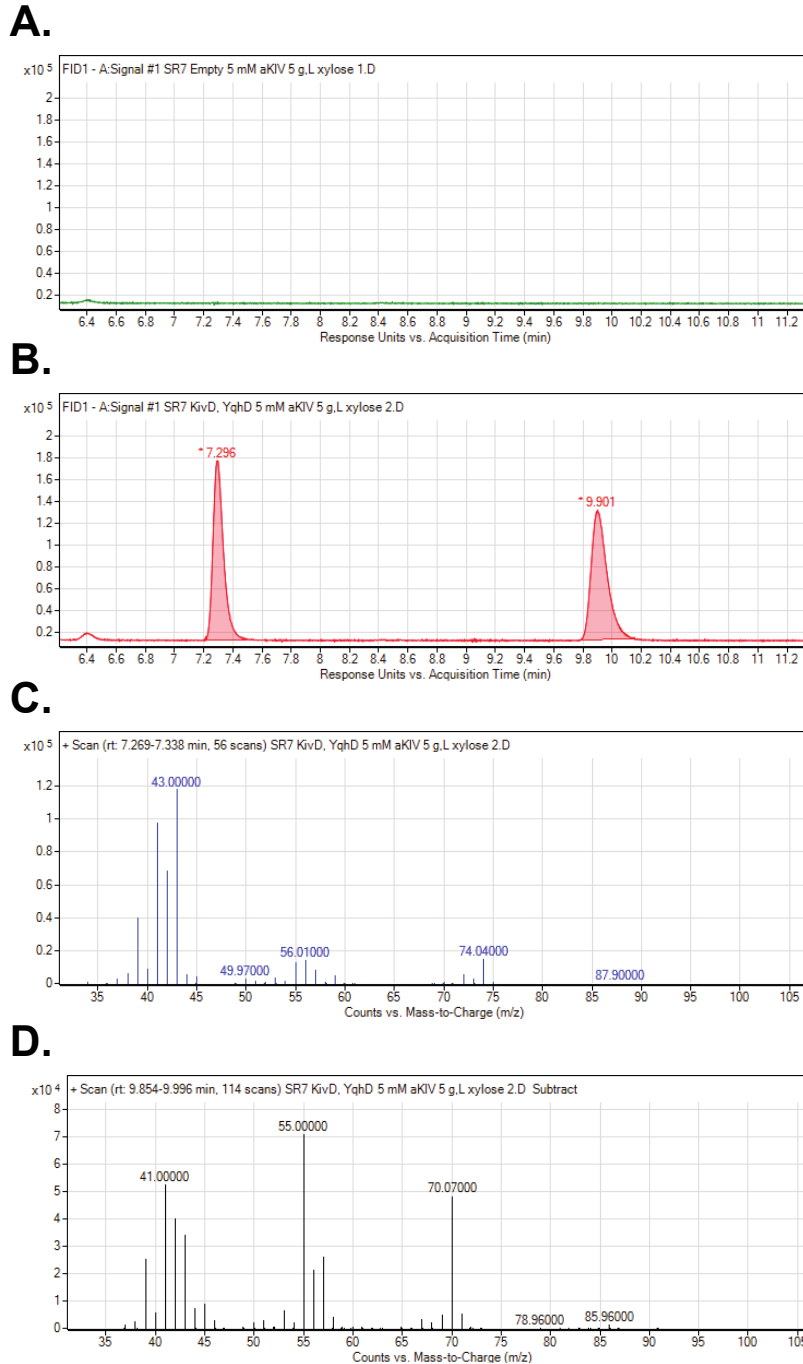 A.
x10 5 FID1 - A:Signal #1 SR7 Empty 5 mM aKIV 5 g,L xylose 1.D
2
1.8
1.6
1.4
1.2
1
0.8
0.6
0.4
0.2
6.4 6.6 6.8 7 7.2 7.4 7.6 7.8 8 8.2 8.4 8.6 8.8 9 9.2 9.4 9.6 9.8 10 10.2 10.4 10.6 10.8 11 11.2
Response Units vs. Acquisition Time (min)
B.
x10 5 FID1 - A:Signal #1 SR7 KivD, YqhD 5 mM aKIV 5 g,L xylose 2.D
2
1.8
* 7.296
1.6
1.4
* 9.901
1.2
1
0.8
0.6
0.4
0.2
6.4 6.6 6.8 7 7.2 7.4 7.6 7.8 8 8.2 8.4 8.6 8.8 9 9.2 9.4 9.6 9.8 10 10.2 10.4 10.6 10.8 11 11.2
Response Units vs. Acquisition Time (min)
C.
x10 5 + Scan (rt: 7.269-7.338 min, 56 scans) SR7 KivD, YqhD 5 mM aKIV 5 g,L xylose 2.D
43.00000
1.2
1
0.8
0.6
0.4
0.2
49.97000 56.01000 74.04000 87.90000
0
35 40 45 50 55 60 65 70 75 80 85 90 95 100 105
Counts vs. Mass-to-Charge (m/z)
D.
x10 4 + Scan (rt: 9.854-9.996 min, 114 scans) SR7 KivD, YqhD 5 mM aKIV 5 g,L xylose 2.D Subtract
8
55.00000
7
6
41.00000
5
70.07000
4
3
2
1
78.96000 85.96000
0
35 40 45 50 55 60 65 70 75 80 85 90 95 100 105
Counts vs. Mass-to-Charge (m/z)